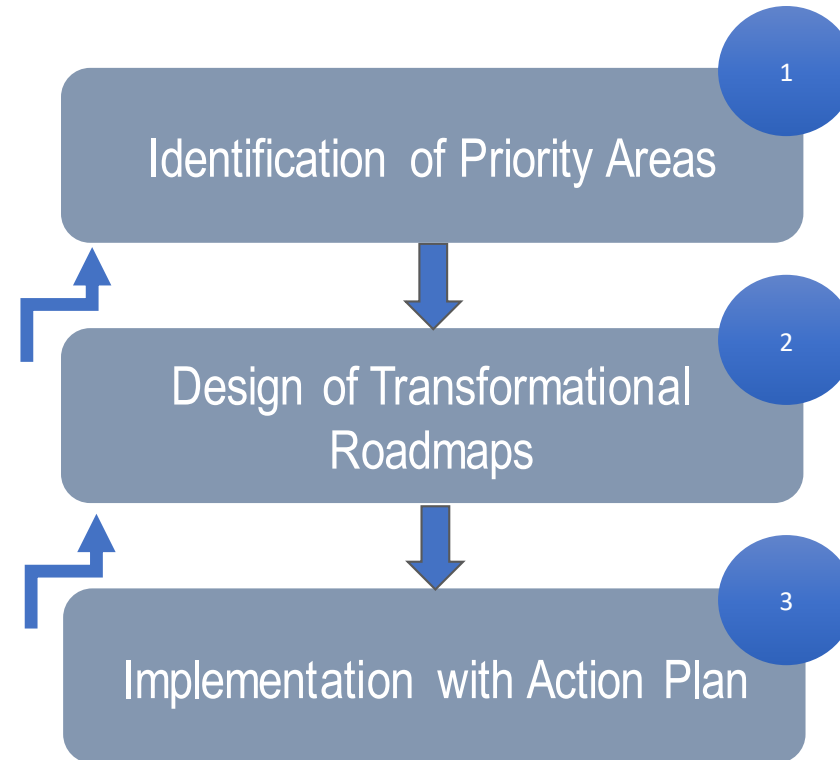 1
Identification of Priority Areas
2
Design of Transformational
Roadmaps
3
Implementation with Action Plan